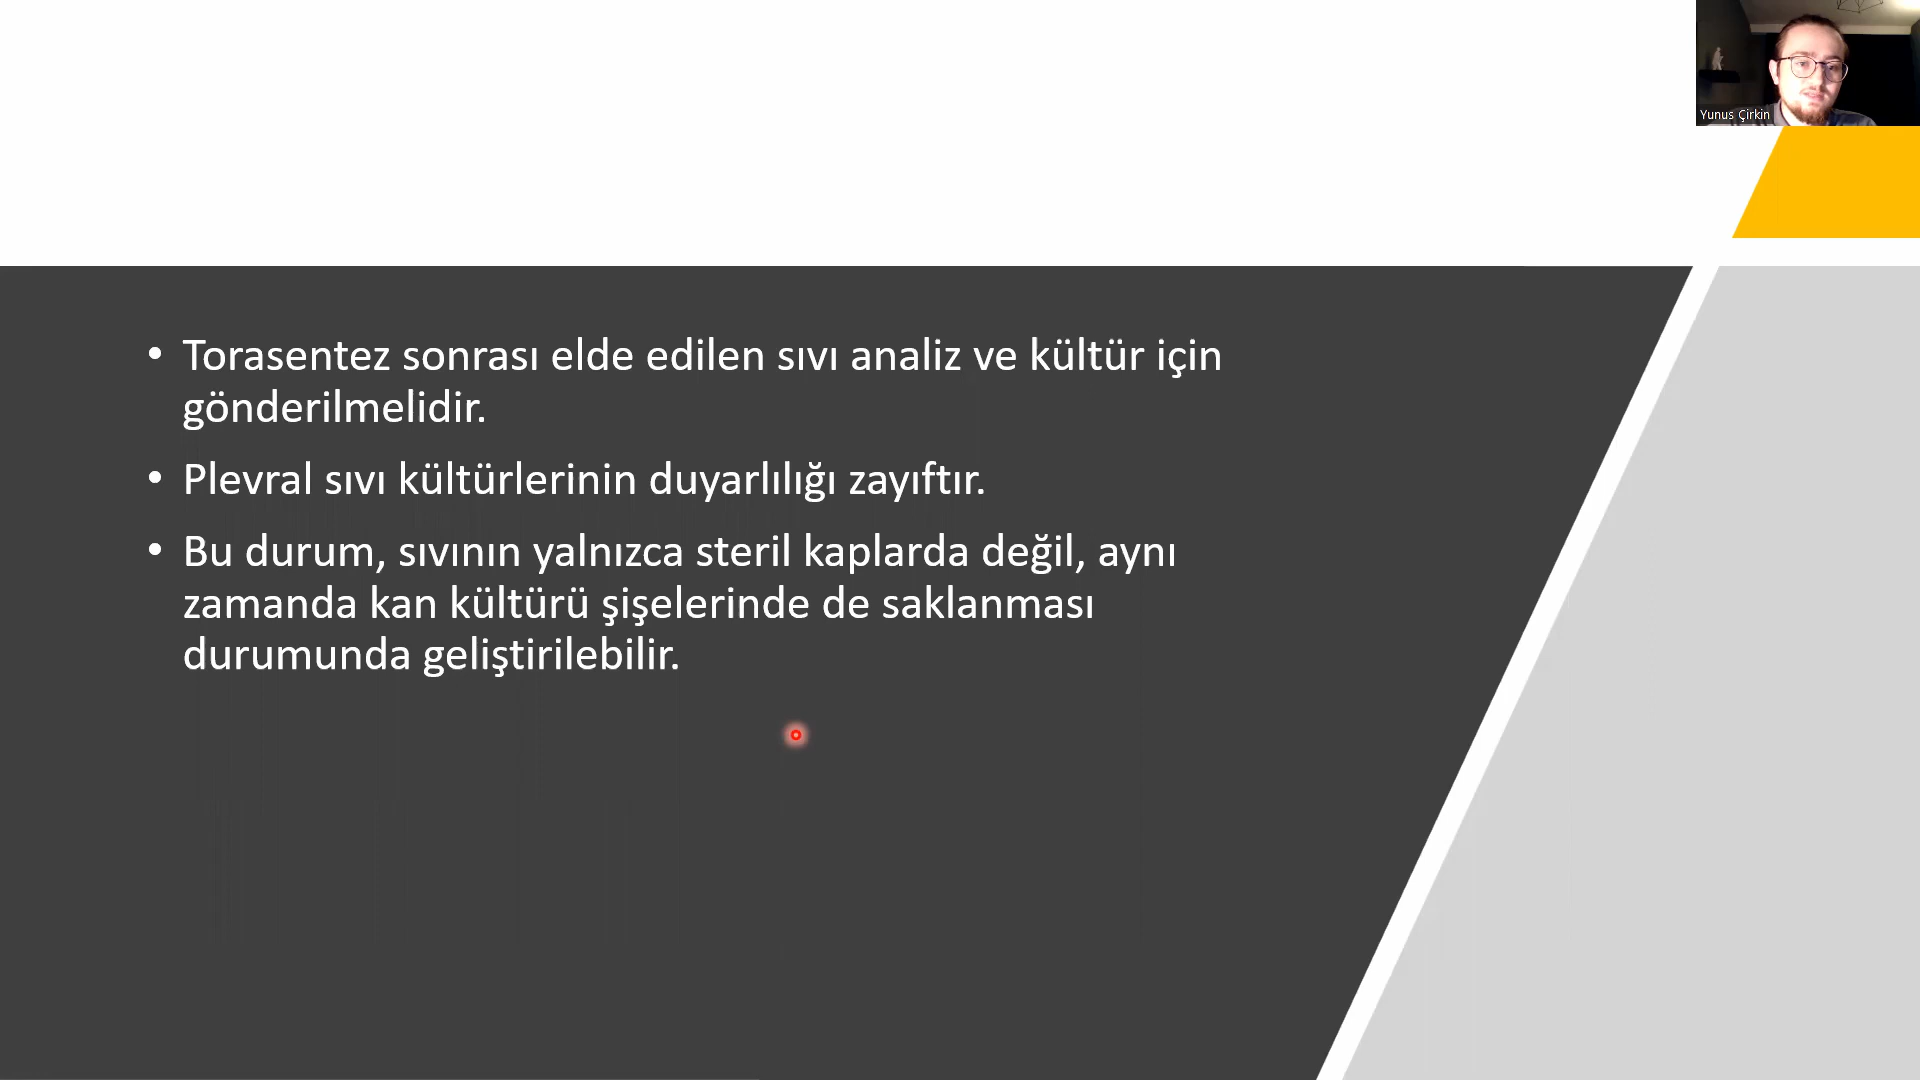 Yunus Çirkin
• Torasentez sonrası elde edilen sıvı analiz ve kültür için
gönderilmelidir.
• Plevral sıvı kültürlerinin duyarlılığı zayıftır.
• Bu durum, sıvının yalnızca steril kaplarda değil, aynı
zamanda kan kültürü şişelerinde de saklanması
durumunda geliştirilebilir.